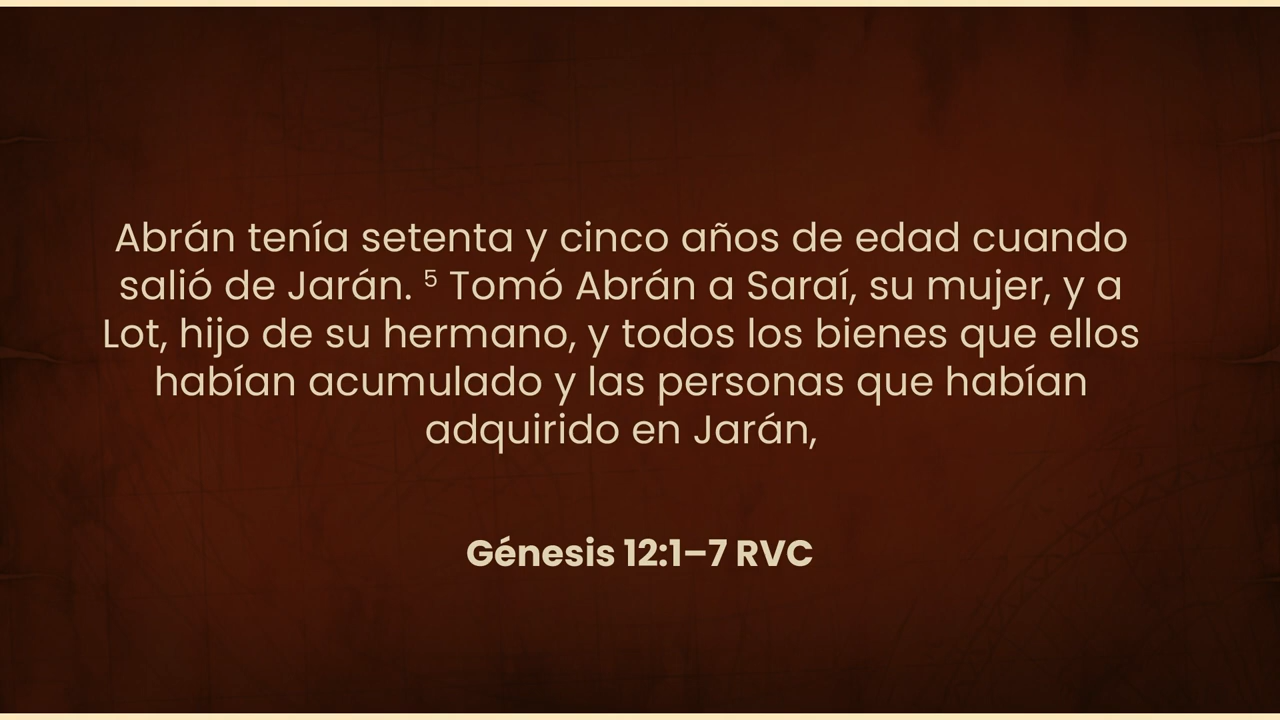 Abrán tenía setenta y cinco años de edad cuando
salió de Jarán. ⁵ Tomó Abrán a Saraí, su mujer, y a
Lot, hijo de su hermano, y todos los bienes que ellos
habían acumulado y las personas que habían
adquirido en Jarán,
Génesis 12:1–7 RVC